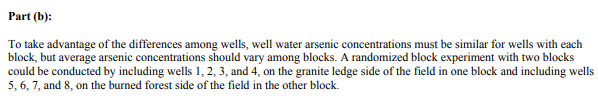 Part (b):
To take advantage of the differences among wells, well water arsenic concentrations must be similar for wells with each
block, but average arsenic concentrations should vary among blocks. A randomized block experiment with two blocks
could be conducted by including wells 1, 2, 3, and 4, on the granite ledge side of the field in one block and including wells
5, 6, 7, and 8, on the burned forest side of the field in the other block.